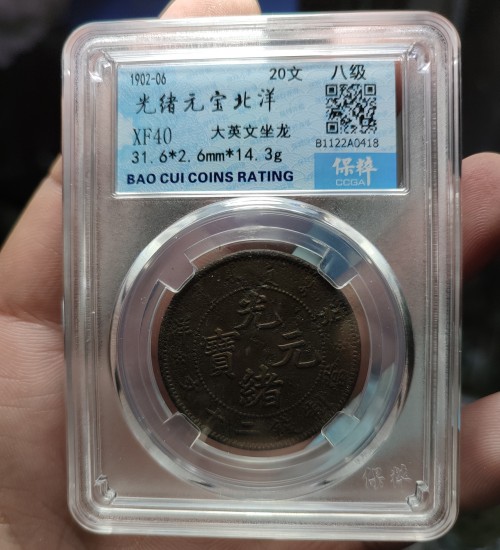 1902-06 20文 八级
光绪元宝北洋
XF40 大英文坐龙
31.6*2.6mm*14.3g
B1122A0418
BAO CUI COINS RATING
保粹
CCGA
光
元
寶
緒